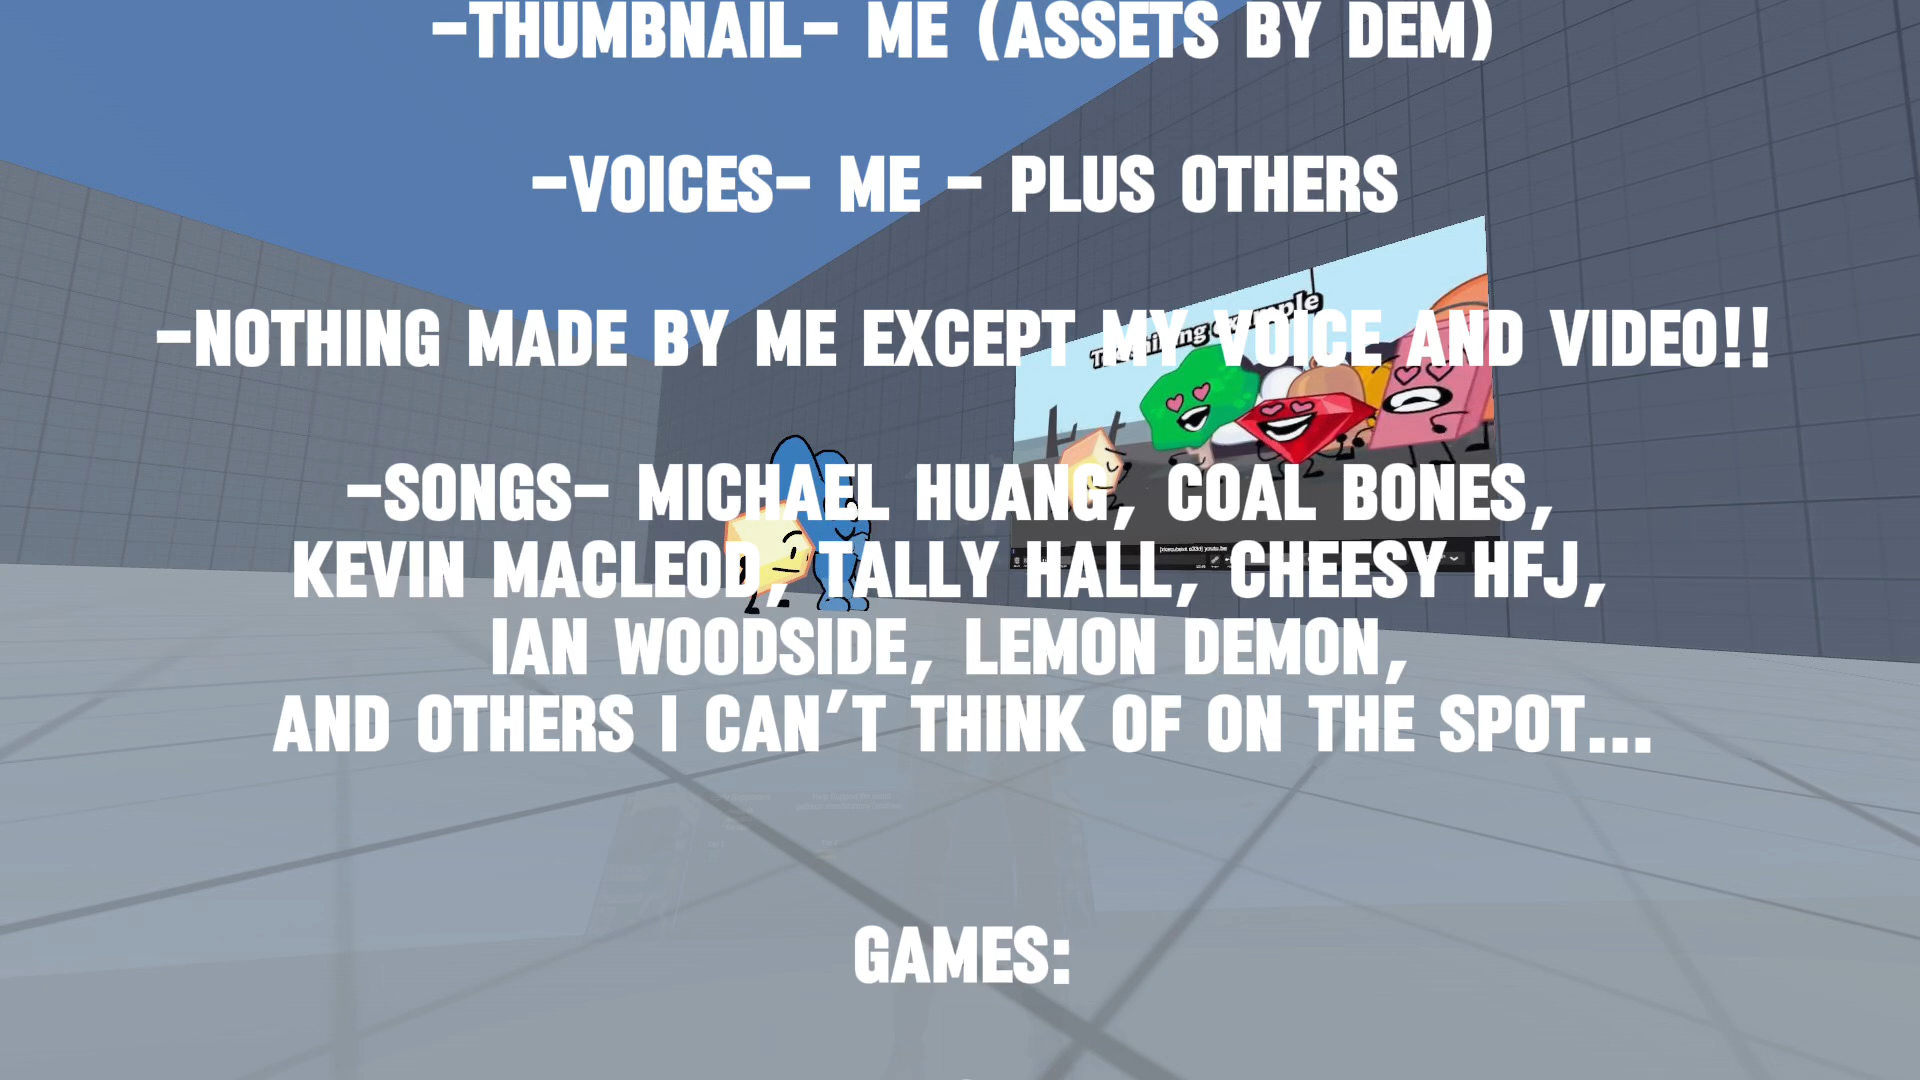 -THUMBNAIL- ME (ASSETS BY DEM)
-VOICES- ME - PLUS OTHERS
-NOTHING MADE BY ME EXCEPT MY VOICE AND VIDEO!!
-SONGS- MICHAEL HUANG, COAL BONES,
KEVIN MACLEOD, TALLY HALL, CHEESY HFJ,
IAN WOODSIDE, LEMON DEMON,
AND OTHERS I CAN'T THINK OF ON THE SPOT...
GAMES: